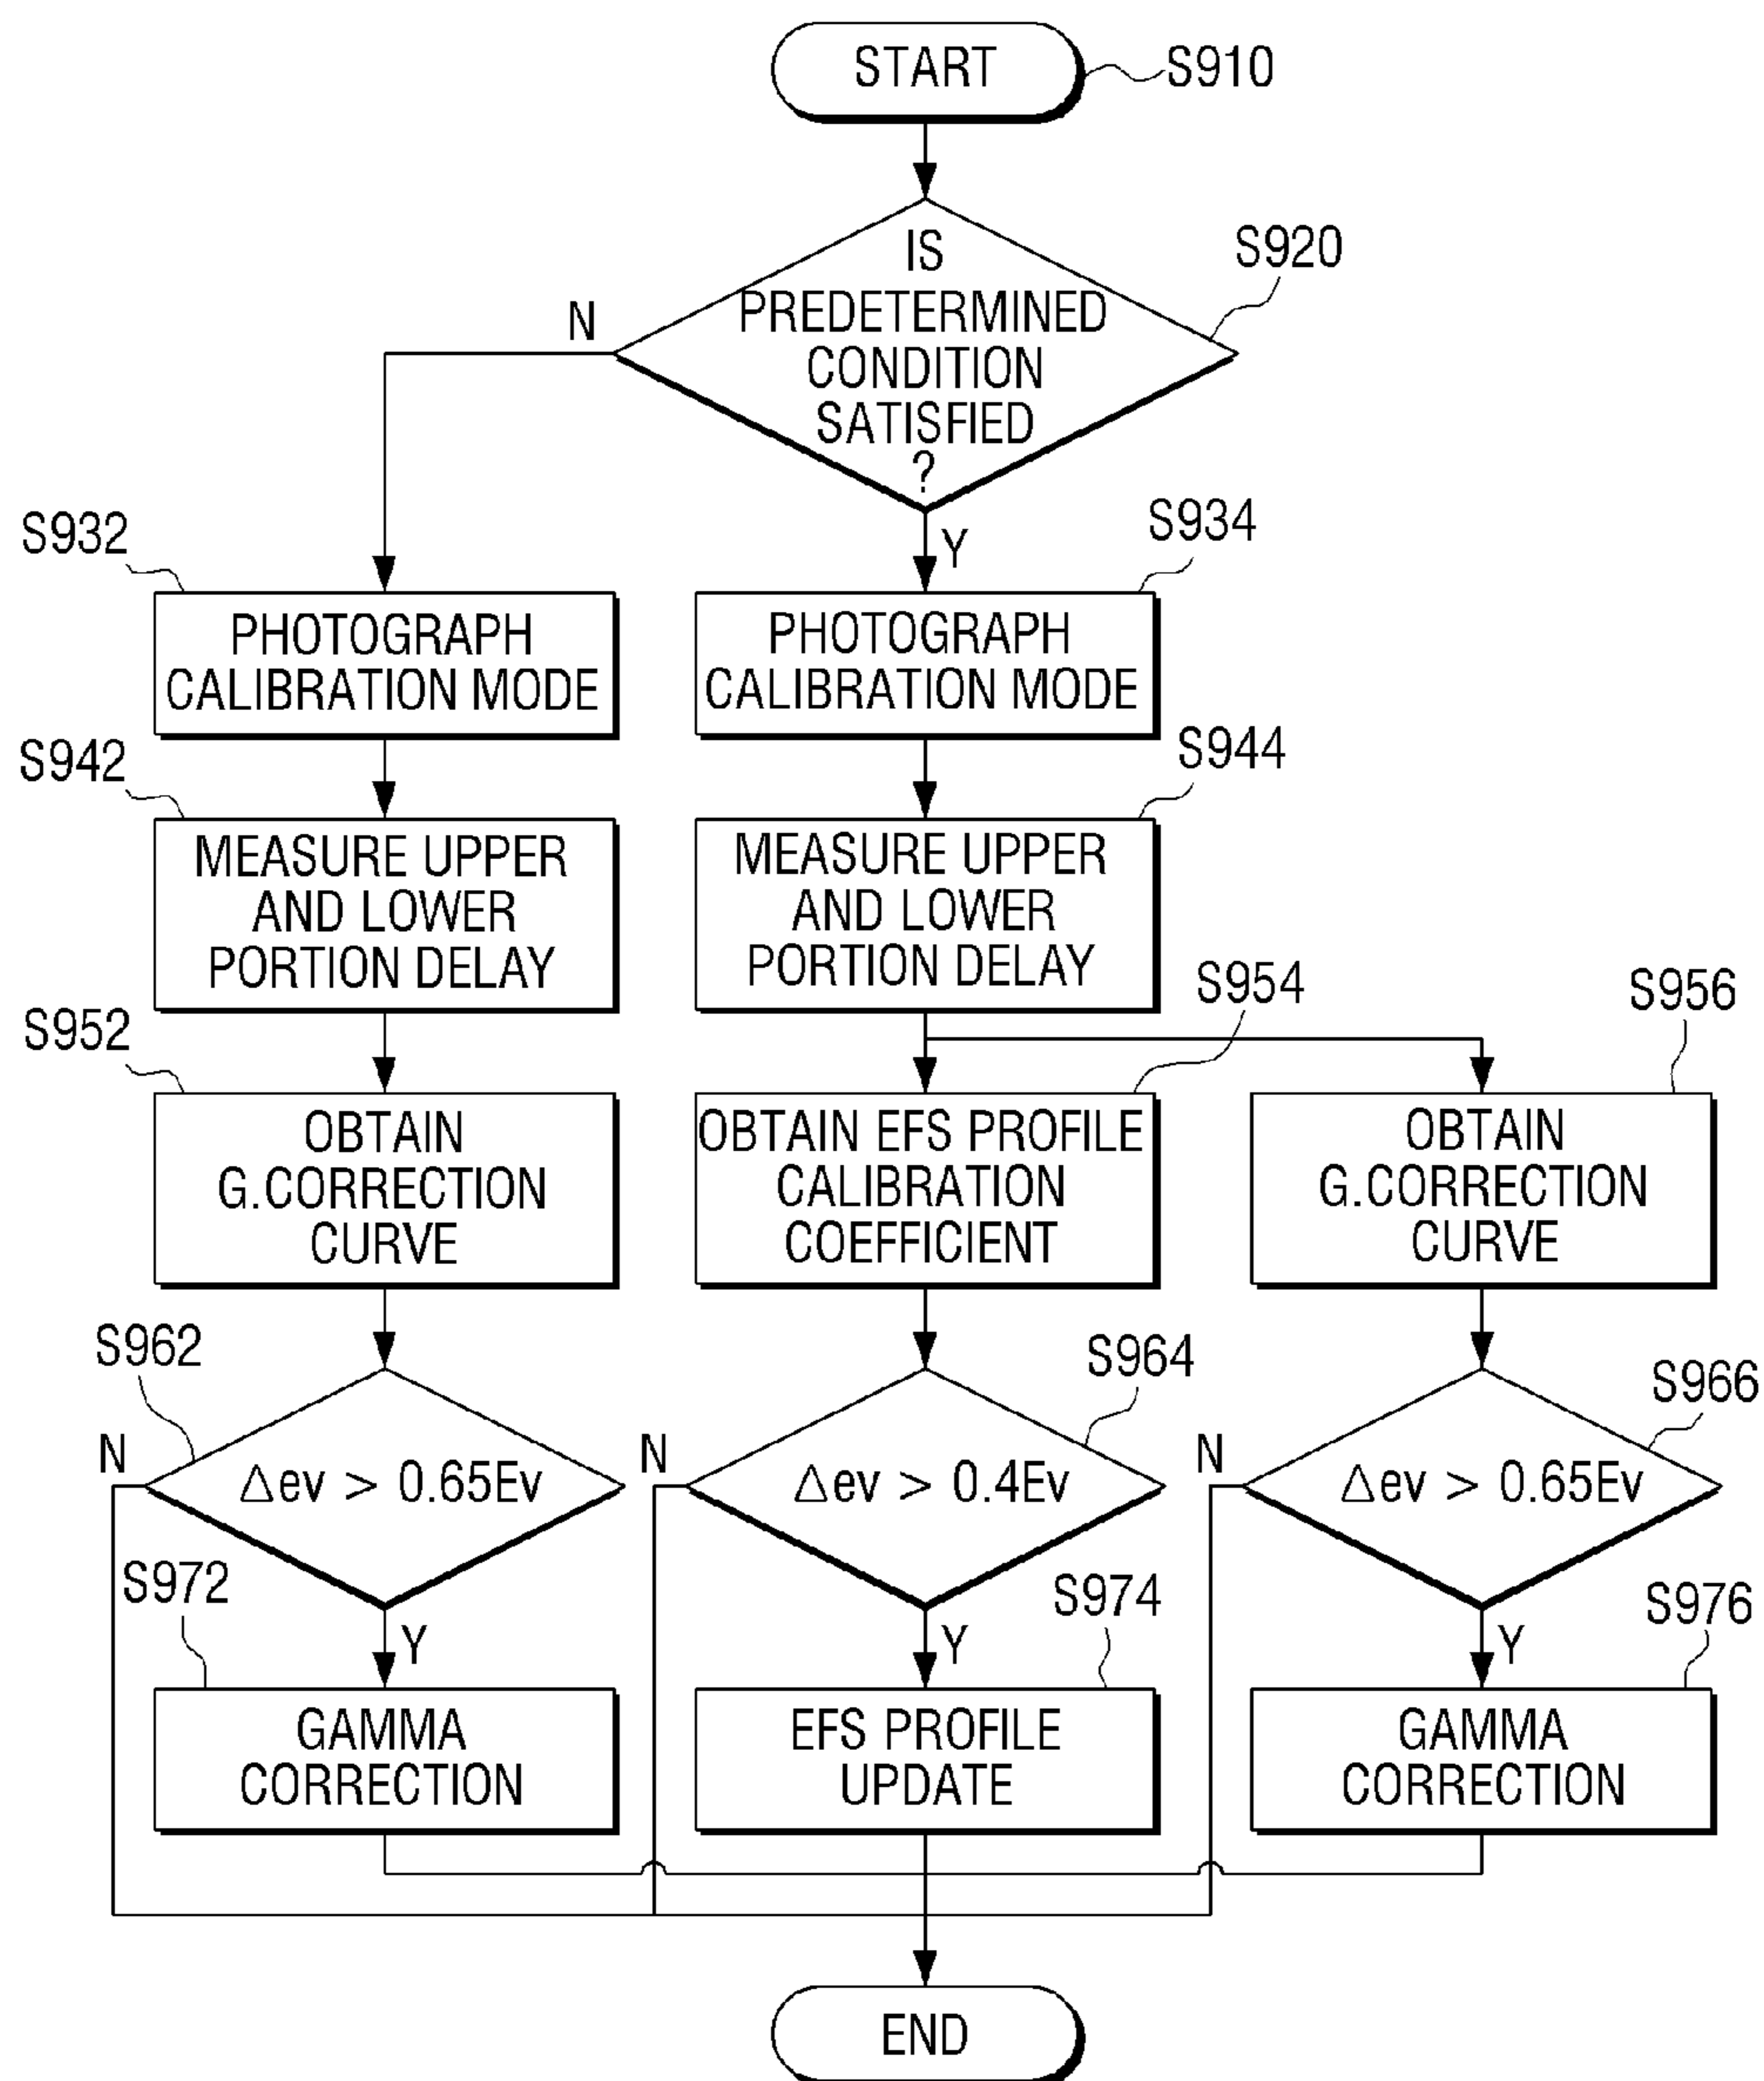 START
S910
IS
PREDETERMINED
CONDITION
SATISFIED
?
S920
N
Y
S932
PHOTOGRAPH
CALIBRATION MODE
S934
PHOTOGRAPH
CALIBRATION MODE
S942
MEASURE UPPER
AND LOWER
PORTION DELAY
S944
MEASURE UPPER
AND LOWER
PORTION DELAY
S952
OBTAIN
G.CORRECTION
CURVE
S954
OBTAIN EFS PROFILE
CALIBRATION
COEFFICIENT
S956
OBTAIN
G.CORRECTION
CURVE
S962
N
Δev > 0.65Ev
Y
S964
N
Δev > 0.4Ev
Y
S966
N
Δev > 0.65Ev
Y
S972
GAMMA
CORRECTION
S974
EFS PROFILE
UPDATE
S976
GAMMA
CORRECTION
END